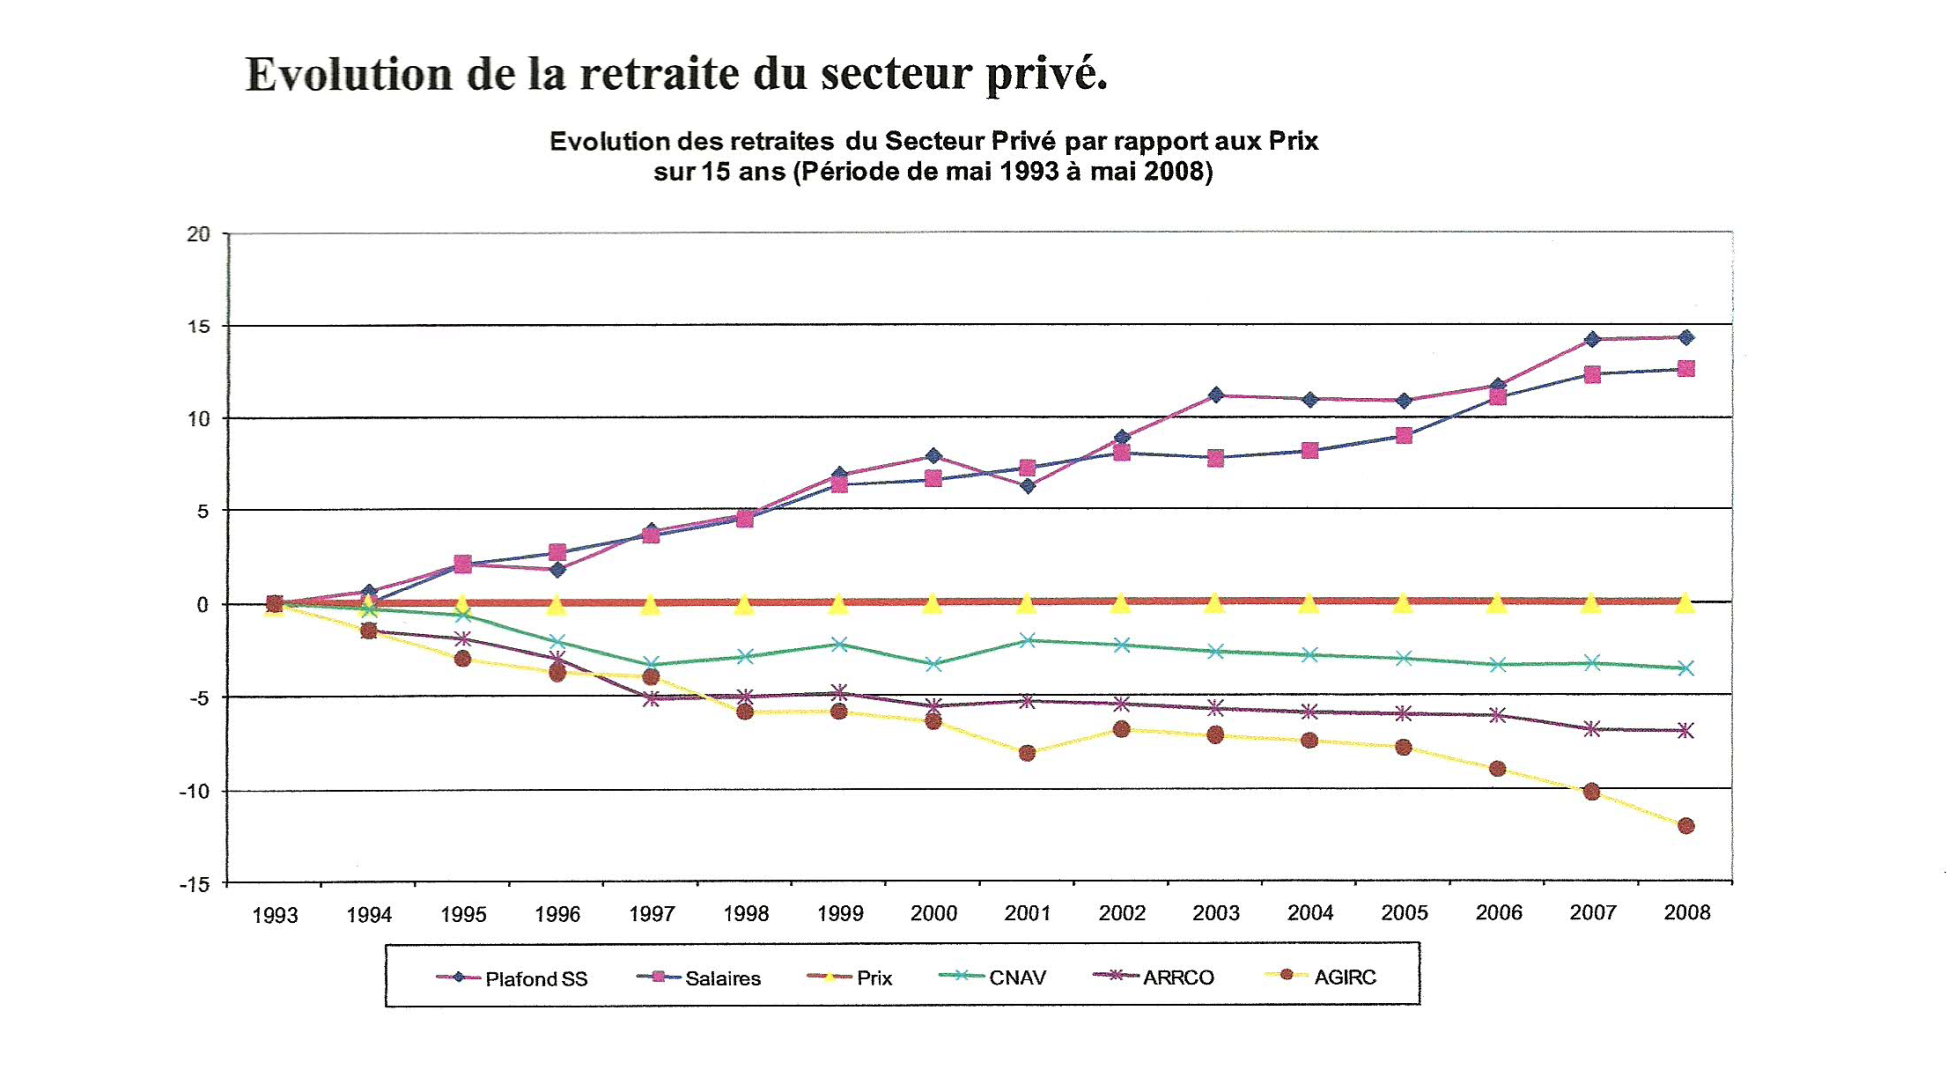 Evolution de la retraite du secteur privé.
Evolution des retraites du Secteur Privé par rapport aux Prix
sur 15 ans (Période de mai 1993 à mai 2008)
20
15
10
5
0
-5
-10
-15
1993 1994 1995 1996 1997 1998 1999 2000 2001 2002 2003 2004 2005 2006 2007 2008
Plafond SS Salaires Prix CNAV ARRCO AGIRC